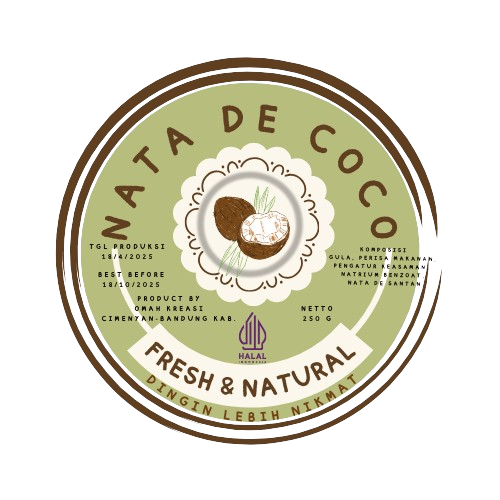 NATA DE COCO
TGL PRODUKSI
18/4/2025
BEST BEFORE
18/10/2025
PRODUCT BY
OMAH KREASI
CIMENYAN-BANDUNG KAB.
KOMPOSISI
GULA, PERISA MAKANAN,
PENGATUR KEASAMAN
NATRIUM BENZOAT
NATA DE SANTAN
NETTO
250 G
HALAL
INDONESIA
FRESH & NATURAL
DINGIN LEBIH NIKMAT